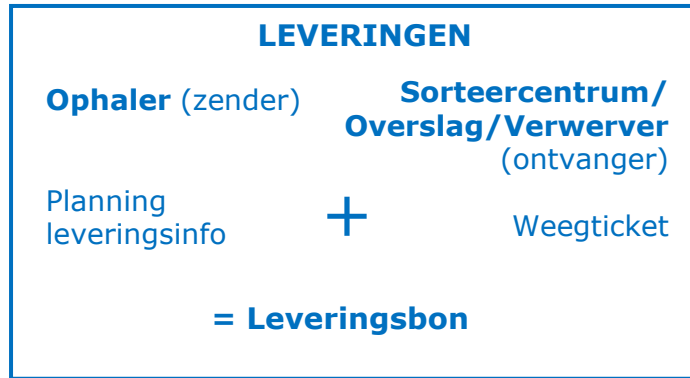 LEVERINGEN
Ophaler (zender)
Sorteercentrum/
Overslag/Verwerver
(ontvanger)
Planning
leveringsinfo
+
Weegticket
= Leveringsbon